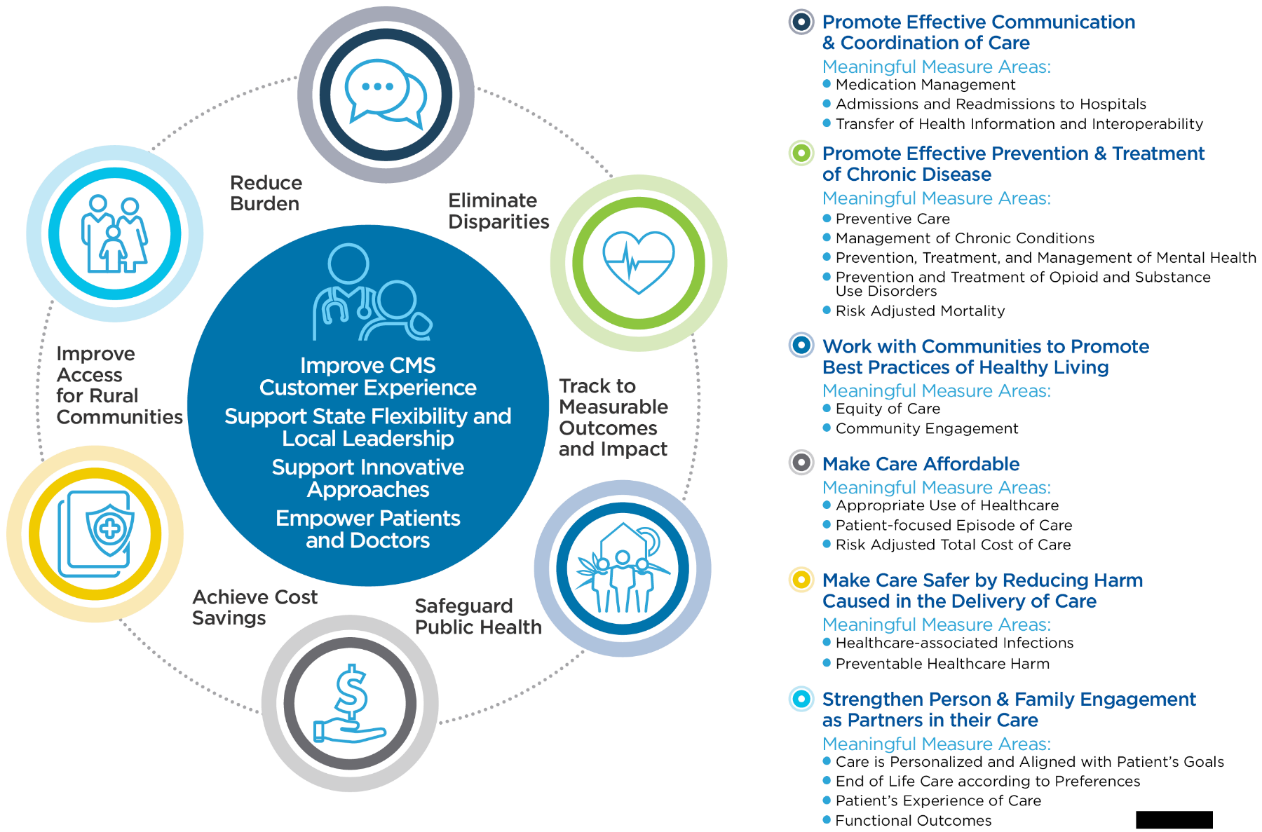 Reduce
Burden
Eliminate
Disparities
Improve
Access
for Rural
Communities
Improve CMS
Customer Experience
Support State Flexibility and
Local Leadership
Support Innovative
Approaches
Empower Patients
and Doctors
Track to
Measurable
Outcomes
and Impact
Achieve Cost
Savings
Safeguard
Public Health
$
Promote Effective Communication
& Coordination of Care
Meaningful Measure Areas:
Medication Management
Admissions and Readmissions to Hospitals
Transfer of Health Information and Interoperability
Promote Effective Prevention & Treatment
of Chronic Disease
Meaningful Measure Areas:
Preventive Care
Management of Chronic Conditions
Prevention, Treatment, and Management of Mental Health
Prevention and Treatment of Opioid and Substance
Use Disorders
Risk Adjusted Mortality
Work with Communities to Promote
Best Practices of Healthy Living
Meaningful Measure Areas:
Equity of Care
Community Engagement
Make Care Affordable
Meaningful Measure Areas:
Appropriate Use of Healthcare
Patient-focused Episode of Care
Risk Adjusted Total Cost of Care
Make Care Safer by Reducing Harm
Caused in the Delivery of Care
Meaningful Measure Areas:
Healthcare-associated Infections
Preventable Healthcare Harm
Strengthen Person & Family Engagement
as Partners in their Care
Meaningful Measure Areas:
Care is Personalized and Aligned with Patient's Goals
End of Life Care according to Preferences
Patient's Experience of Care
Functional Outcomes